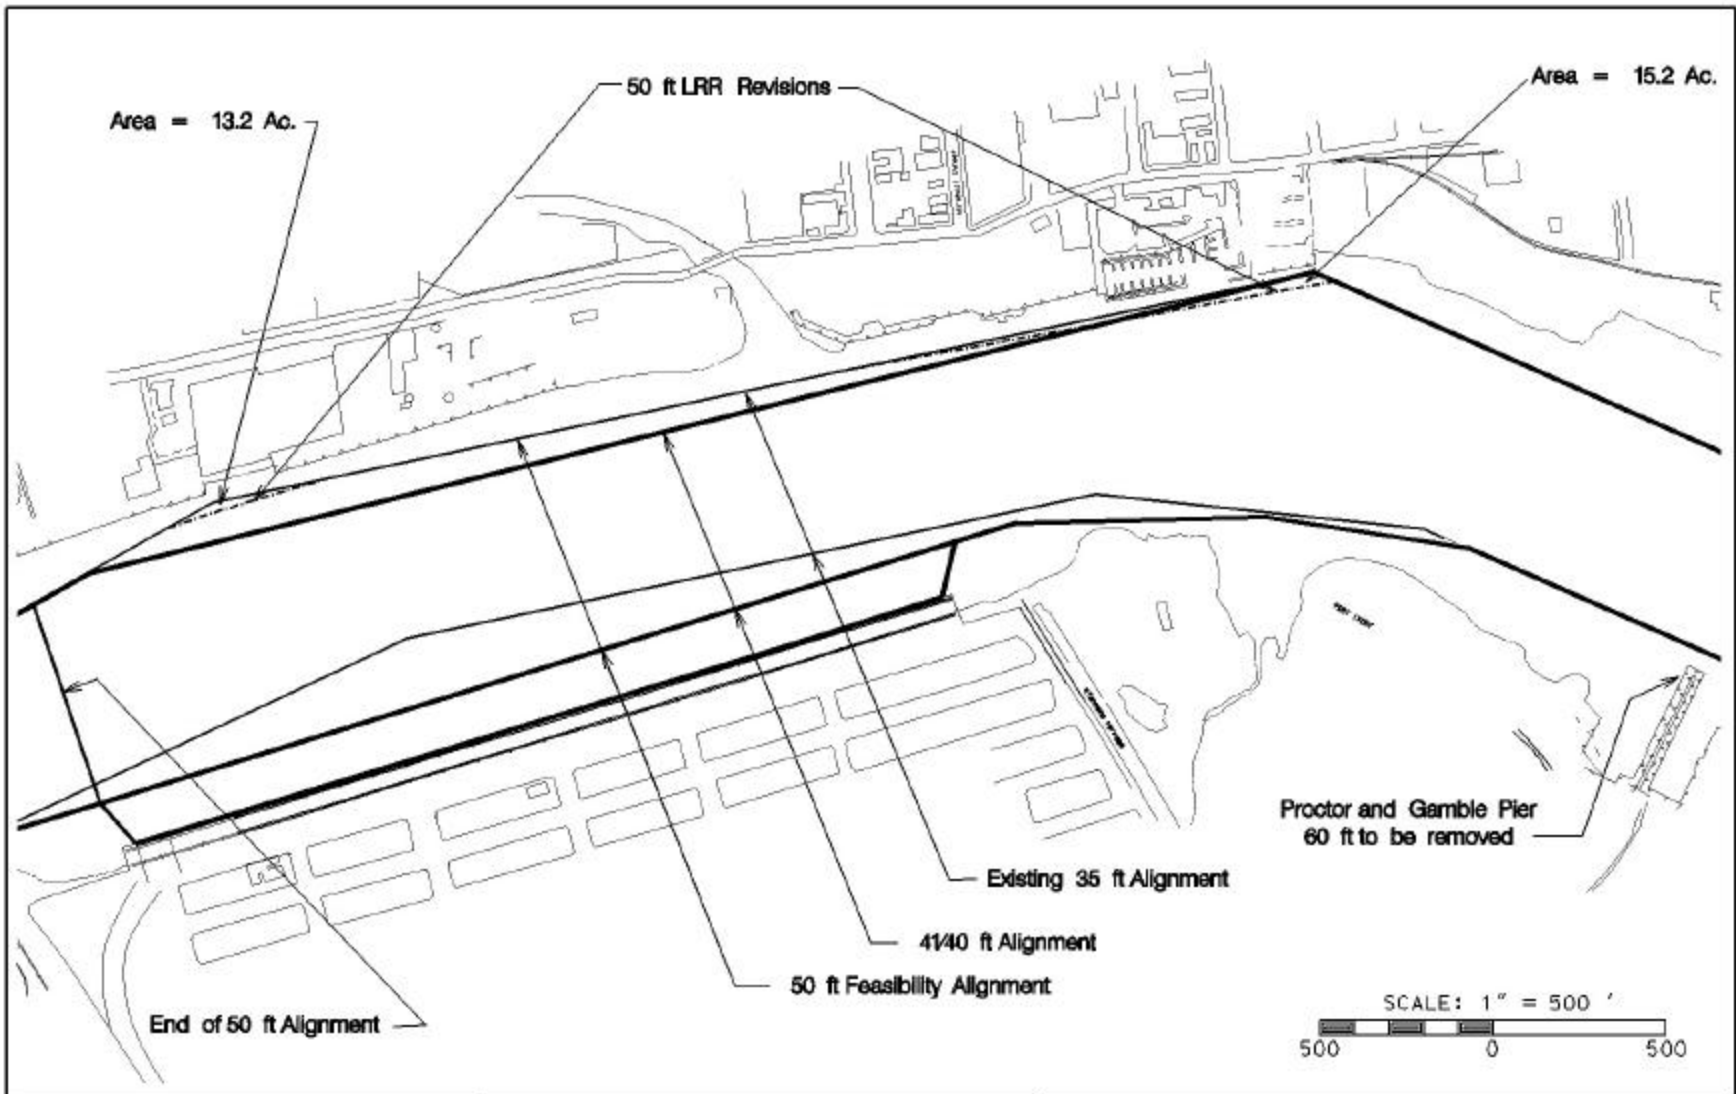 50 ft LRR Revisions
Area = 15.2 Ac.
Area = 13.2 Ac.
Proctor and Gamble Pier
60 ft to be removed
Existing 35 ft Alignment
41/40 ft Alignment
50 ft Feasibility Alignment
End of 50 ft Alignment
SCALE: 1" = 500 '
500 0 500